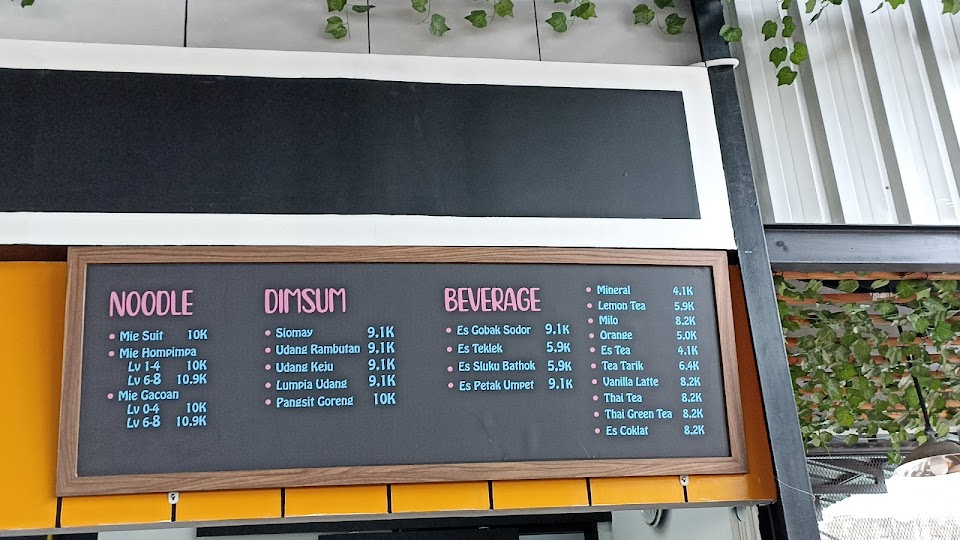 NOODLE
Mie Suit 10K
Mie Hompimpa
Lv 1-4 10K
Lv 6-8 10.9K
Mie Gacoan
Lv 0-4 10K
Lv 6-8 10.9K
DIMSUM
Siomay 9.1K
Udang Rambutan 9.1K
Udang Keju 9.1K
Lumpia Udang 9.1K
Pangsit Goreng 10K
BEVERAGE
Es Gobak Sodor 9.1K
Es Teklek 5.9K
Es Sluku Bathok 5.9K
Es Petak Umpet 9.1K
Mineral 4.1K
Lemon Tea 5.9K
Milo 8.2K
Orange 5.0K
Es Tea 4.1K
Tea Tarik 6.4K
Vanilla Latte 8.2K
Thai Tea 8.2K
Thai Green Tea 8.2K
Es Coklat 8.2K